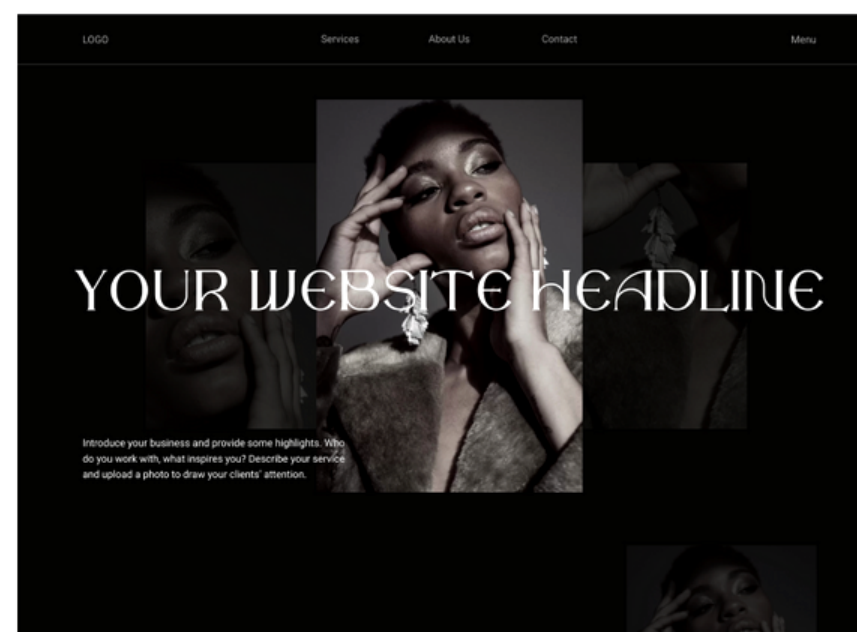 LOGO
Services
About Us
Contact
Menu
YOUR WEBSITE HEADLINE
Introduce your business and provide some highlights. Who
do you work with, what inspires you? Describe your service
and upload a photo to draw your clients' attention.